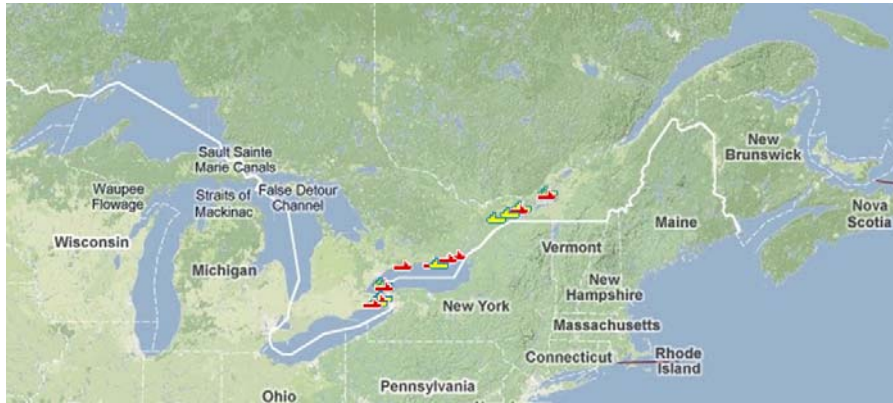 Sault Sainte
Marie Canals
Waupee
Flowage
Straits of
Mackinac
False Detour
Channel
Wisconsin
Michigan
New
Brunswick
Nova
Scotia
Maine
Vermont
New
Hampshire
New York
Massachusetts
Connecticut
Rhode
Island
Pennsylvania
Ohio